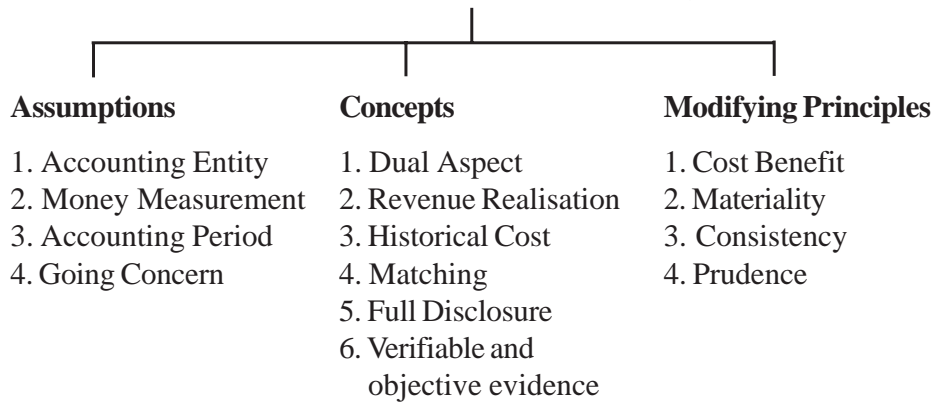 Assumptions
1. Accounting Entity
2. Money Measurement
3. Accounting Period
4. Going Concern
Concepts
1. Dual Aspect
2. Revenue Realisation
3. Historical Cost
4. Matching
5. Full Disclosure
6. Verifiable and
objective evidence
Modifying Principles
1. Cost Benefit
2. Materiality
3. Consistency
4. Prudence